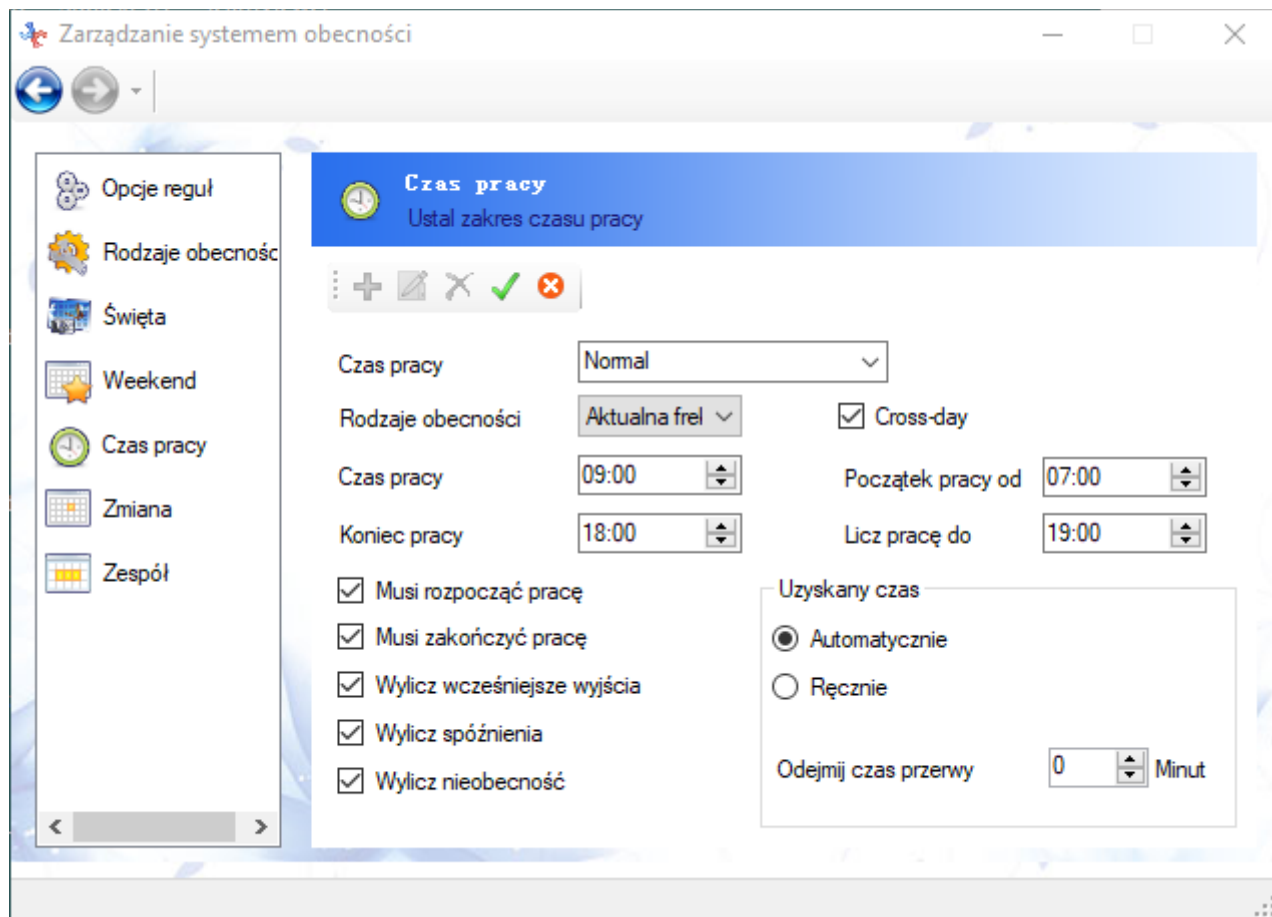 Zarządzanie systemem obecności
Opcje reguł
Rodzaje obecnośc
Święta
Weekend
Czas pracy
Zmiana
Zespół
Czas pracy
Ustal zakres czasu pracy
Czas pracy Normal
Rodzaje obecności Aktualna frel Cross-day
Czas pracy 09:00 Początek pracy od 07:00
Koniec pracy 18:00 Licz pracę do 19:00
Musi rozpocząć pracę
Musi zakończyć pracę
Wylicz wcześniejsze wyjścia
Wylicz spóźnienia
Wylicz nieobecność
Uzyskany czas
Automatycznie
Ręcznie
Odejmij czas przerwy 0 Minut